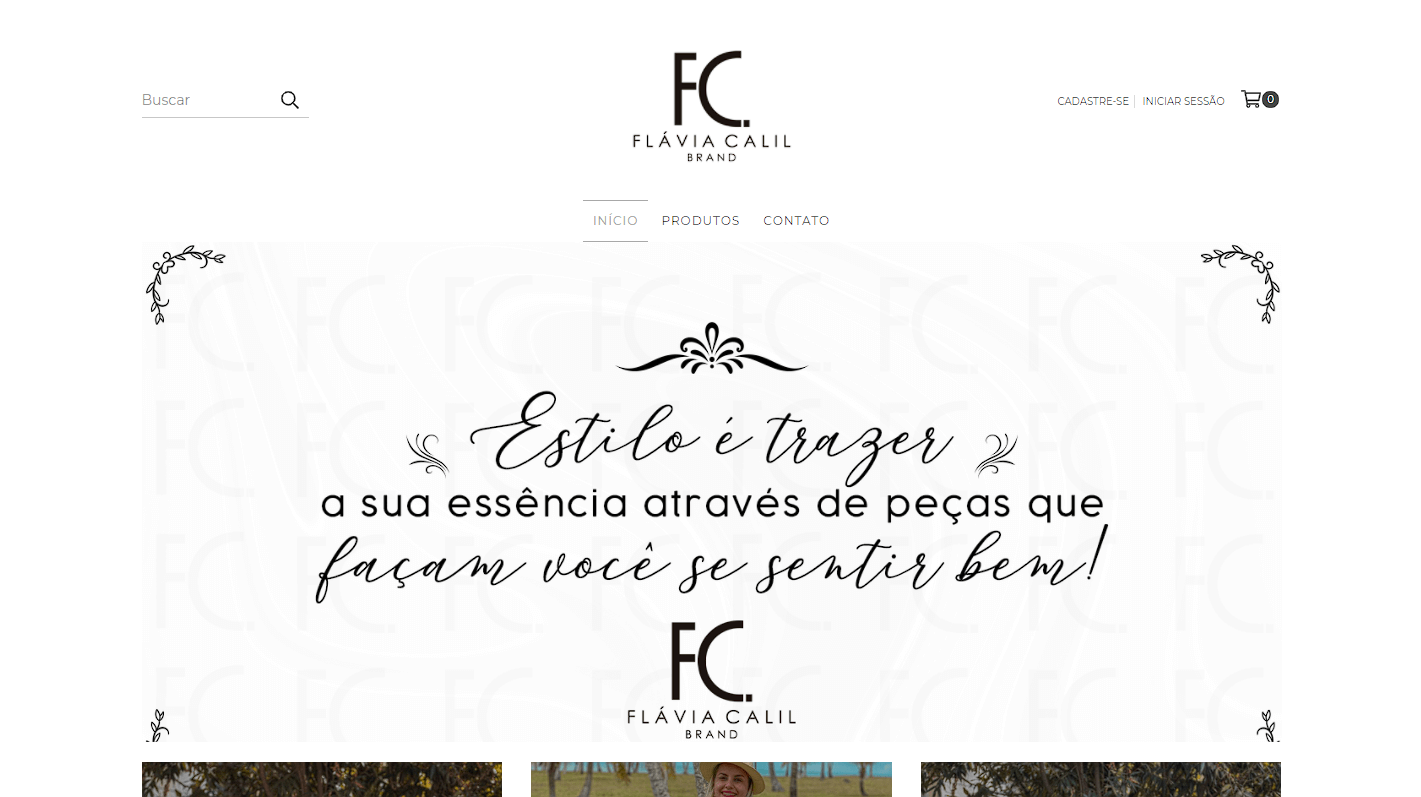 Buscar
FC.
FLÁVIA CALIL
BRAND
CADASTRE-SE
INICIAR SESSÃO
0
INÍCIO
PRODUTOS
CONTATO
Estilo é trazer
a sua essência através de peças que
façam você se sentir bem!
FC.
FLÁVIA CALIL
BRAND